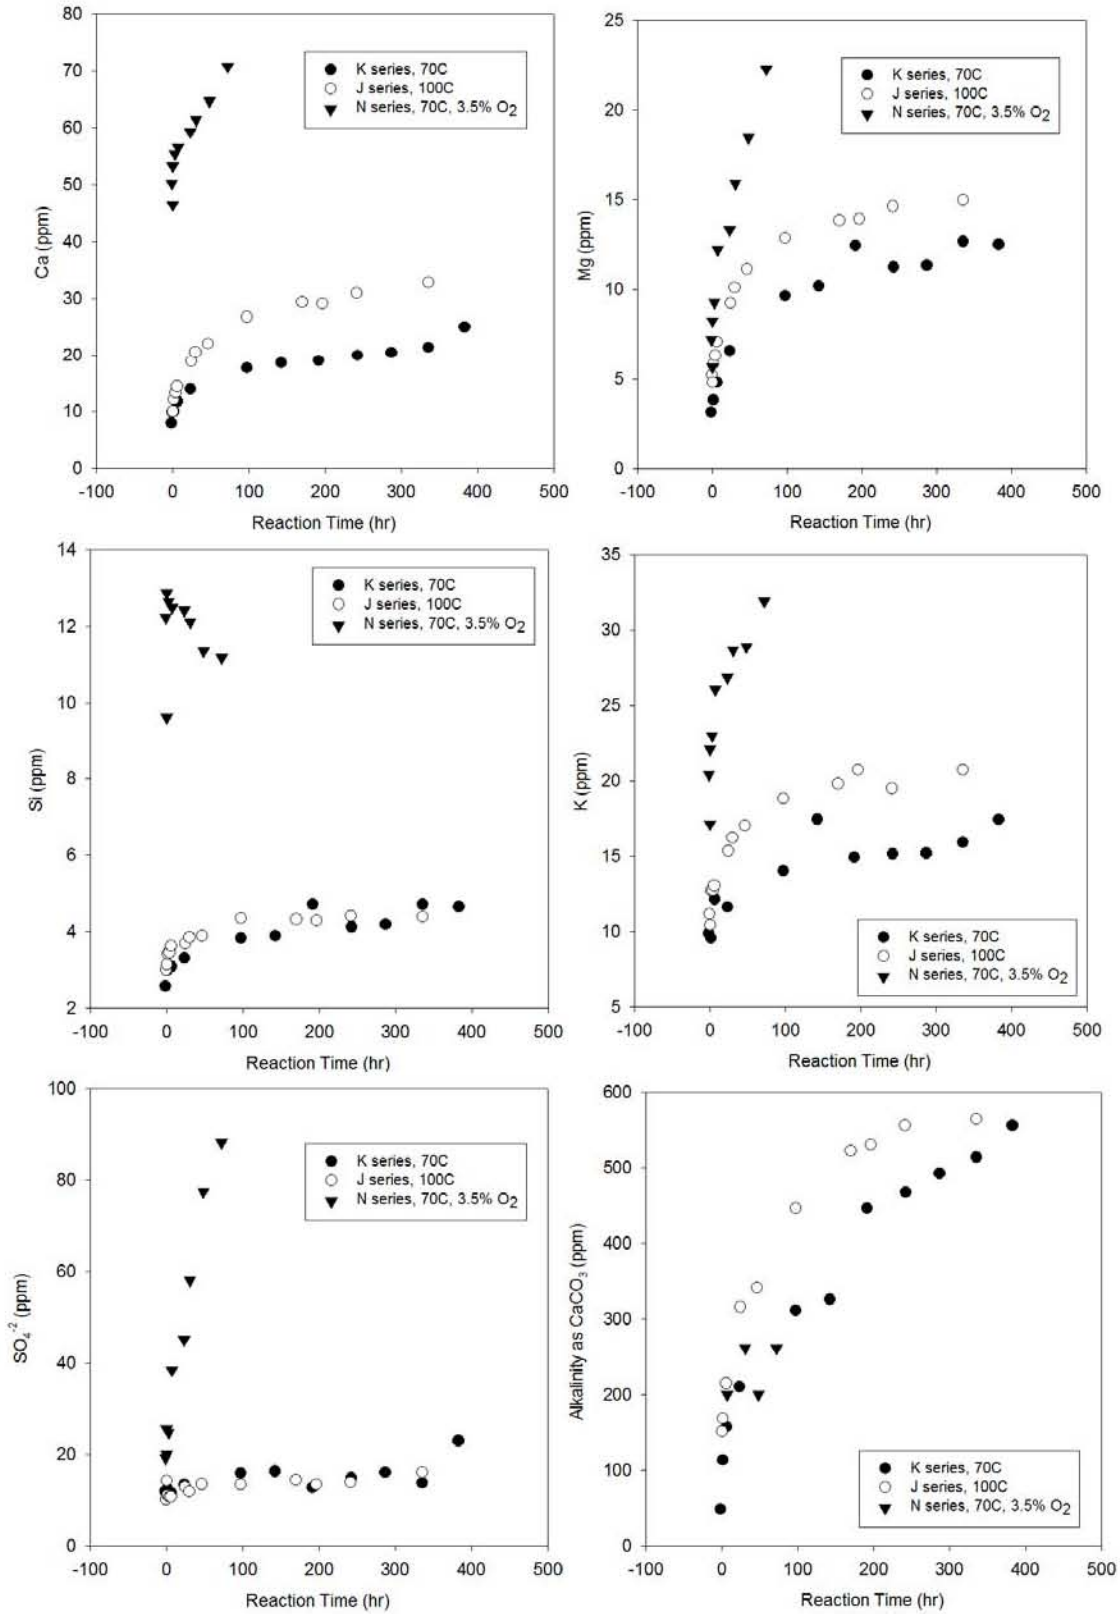 80
70
60
50
40
30
20
10
0
Ca (ppm)
K series, 70C
J series, 100C
N series, 70C, 3.5% O2
-100 0 100 200 300 400 500
Reaction Time (hr)
25
20
15
10
5
0
Mg (ppm)
K series, 70C
J series, 100C
N series, 70C, 3.5% O2
-100 0 100 200 300 400 500
Reaction Time (hr)
14
12
10
8
6
4
2
Si (ppm)
K series, 70C
J series, 100C
N series, 70C, 3.5% O2
-100 0 100 200 300 400 500
Reaction Time (hr)
35
30
25
20
15
10
5
K (ppm)
K series, 70C
J series, 100C
N series, 70C, 3.5% O2
-100 0 100 200 300 400 500
Reaction Time (hr)
100
80
60
40
20
0
SO4-2 (ppm)
K series, 70C
J series, 100C
N series, 70C, 3.5% O2
-100 0 100 200 300 400 500
Reaction Time (hr)
600
500
400
300
200
100
0
Alkalinity as CaCO3 (ppm)
K series, 70C
J series, 100C
N series, 70C, 3.5% O2
-100 0 100 200 300 400 500
Reaction Time (hr)